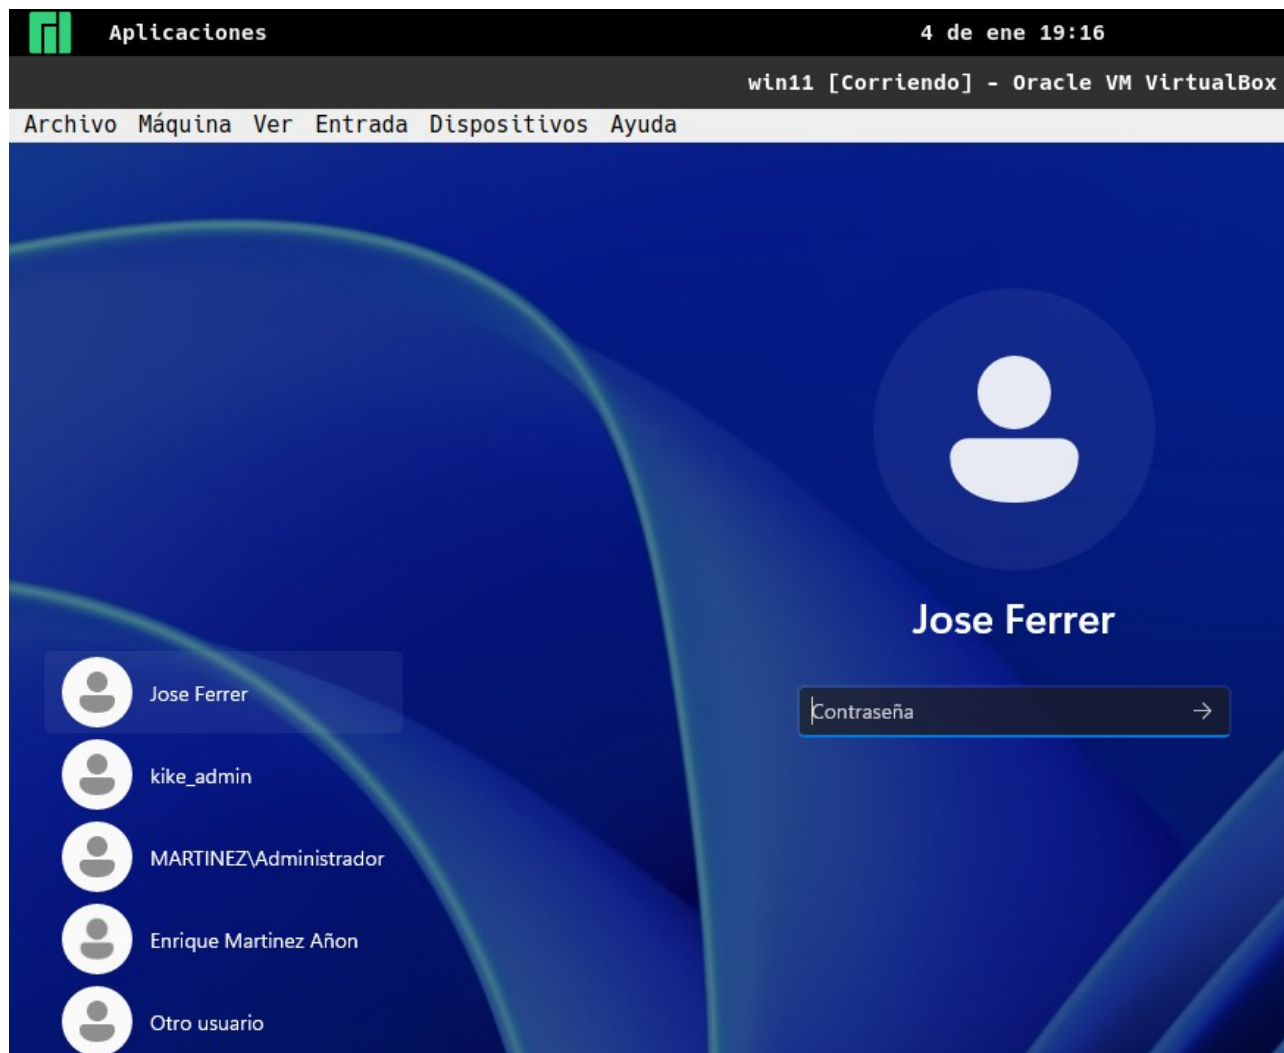 Aplicaciones
4 de ene 19:16
win11 [Corriendo] - Oracle VM VirtualBox
Archivo Máquina Ver Entrada Dispositivos Ayuda
Jose Ferrer
Contraseña
Jose Ferrer
kike_admin
MARTINEZ\Administrador
Enrique Martinez Añon
Otro usuario